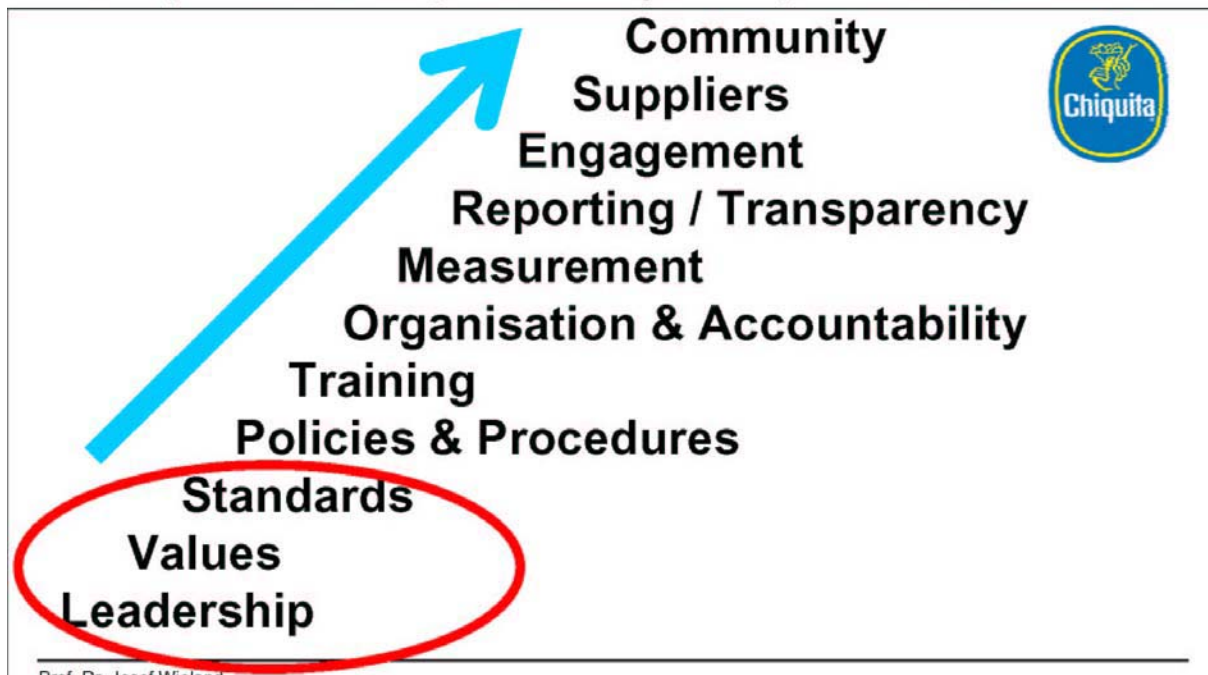 Community
Chiquita
Suppliers
Engagement
Reporting / Transparency
Measurement
Organisation & Accountability
Training
Policies & Procedures
Standards
Values
Leadership